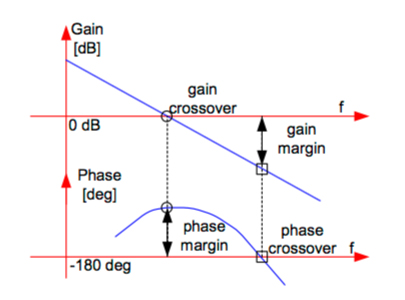 Gain
[dB]
gain
crossover
f
0 dB
gain
margin
Phase
[deg]
phase
margin
phase
crossover
f
-180 deg